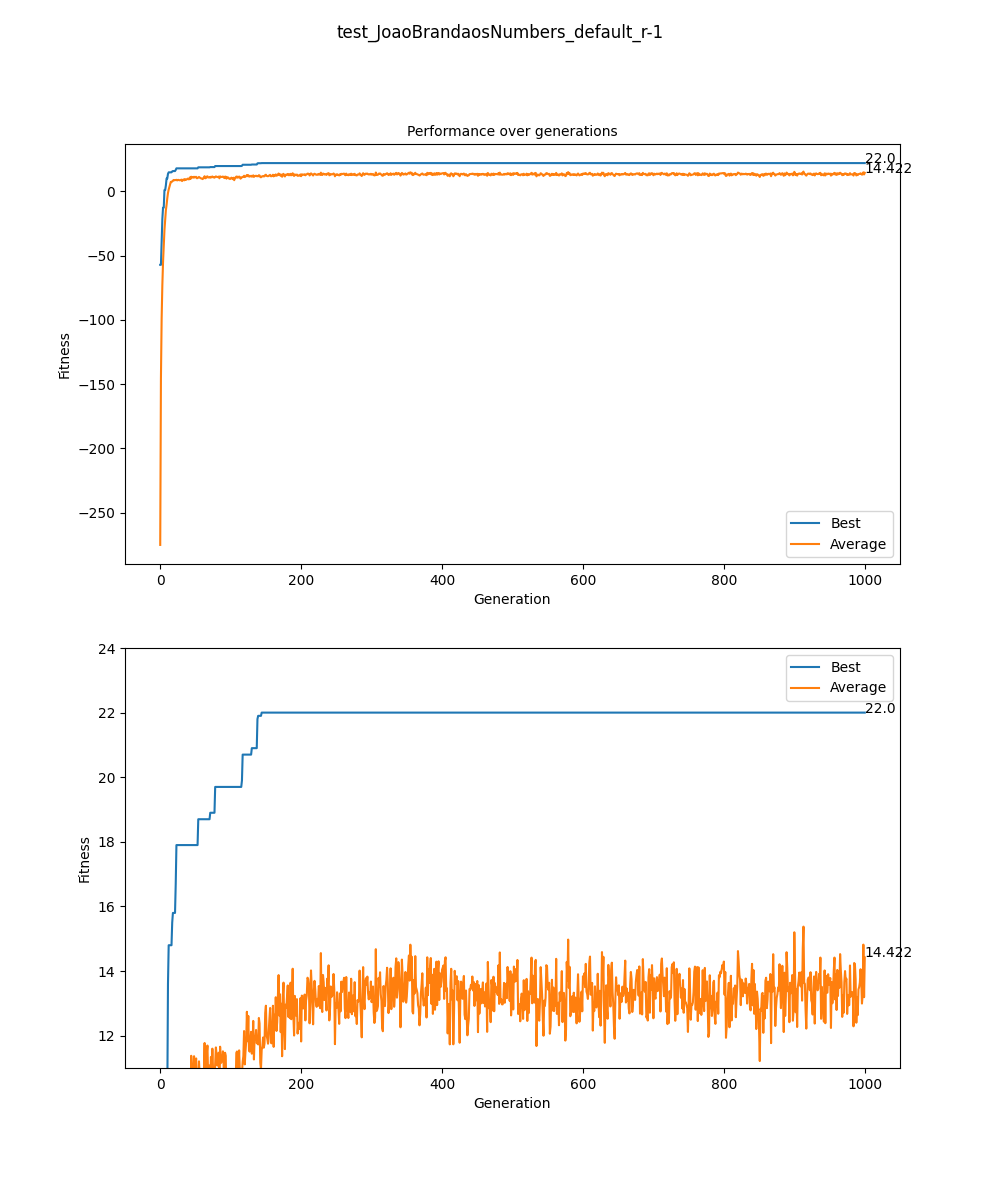 test_JoaoBrandaosNumbers_default_r-1
Performance over generations
22.0
14.422
0
−50
−100
−150
−200
−250
Fitness
Best
Average
0 200 400 600 800 1000
Generation
24
22
20
18
16
14
12
Fitness
Best
Average
22.0
14.422
0 200 400 600 800 1000
Generation